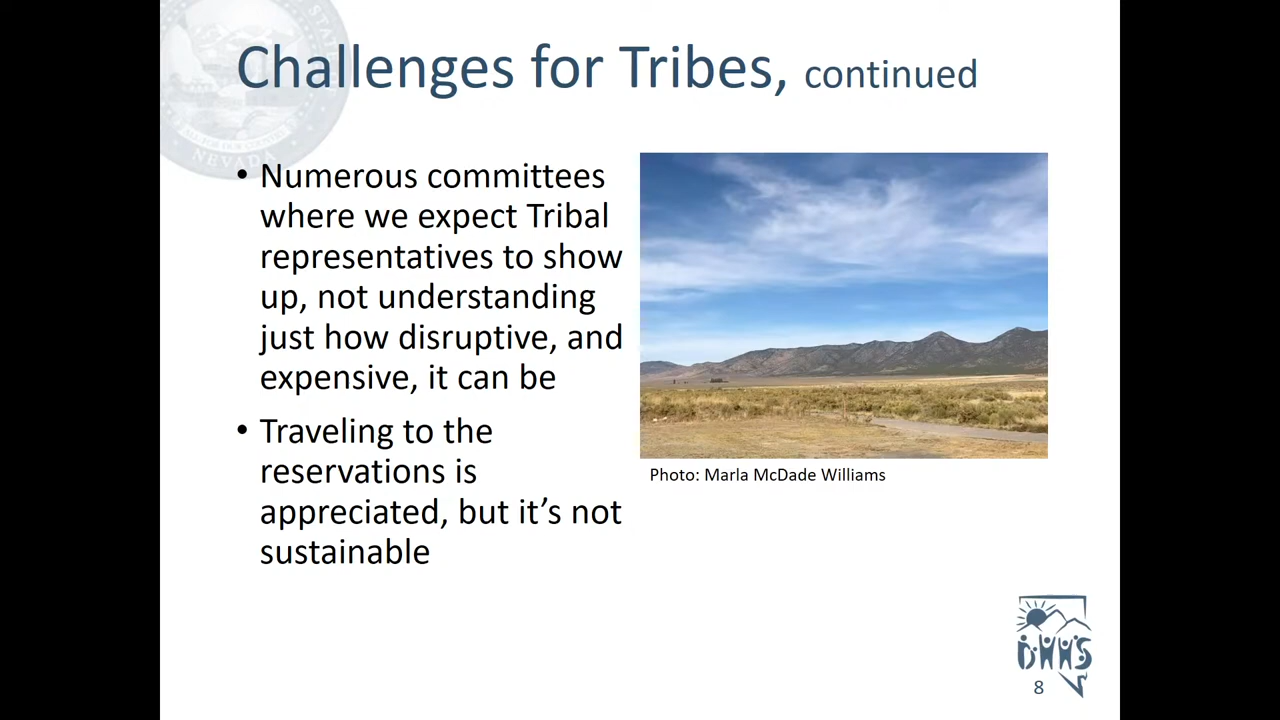 Challenges for Tribes, continued
• Numerous committees
where we expect Tribal
representatives to show
up, not understanding
just how disruptive, and
expensive, it can be
• Traveling to the
reservations is
appreciated, but it’s not
sustainable
Photo: Marla McDade Williams
NEVADA
DHHS
8